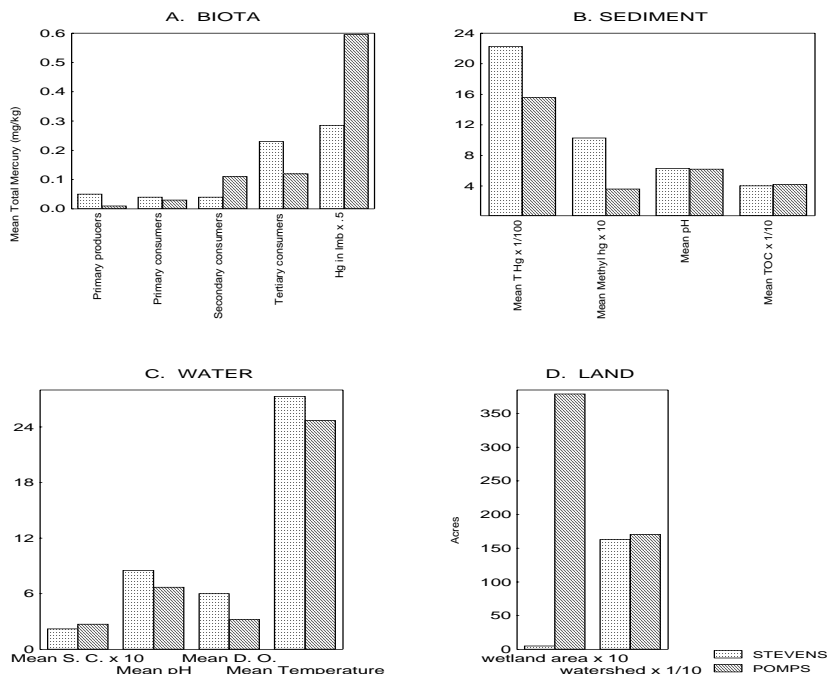 A. BIOTA
Mean Total Mercury (mg/kg)
0.6
0.5
0.4
0.3
0.2
0.1
0.0
Primary producers
Primary consumers
Secondary consumers
Tertiary consumers
Hg in lmb x .5
B. SEDIMENT
24
20
16
12
8
4
Mean T Hg x 1/100
Mean Methyl hg x 10
Mean pH
Mean TOC x 1/10
C. WATER
24
18
12
6
0
Mean S. C. x 10
Mean pH
Mean D. O.
Mean Temperature
D. LAND
Acres
350
300
250
200
150
100
50
0
wetland area x 10
watershed x 1/10
STEVENS
POMPS